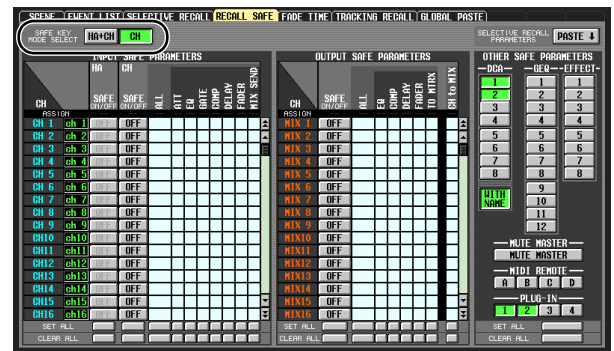 SCENE EVENT LIST SELECTIVE RECALL RECALL SAFE FADE TIME TRACKING RECALL GLOBAL PASTE
SAFE KEY MODE SELECT HA+CH CH
SELECTIVE RECALL PARAMETERS PASTE
INPUT SAFE PARAMETERS
HA CH
SAFE ON/OFF SAFE ON/OFF ALL ATT EQ GATE COMP DELAY FADER MIX SEND
CH
ASSIGN
CH 1 ch 1 OFF
CH 2 ch 2 OFF
CH 3 ch 3 OFF
CH 4 ch 4 OFF
CH 5 ch 5 OFF
CH 6 ch 6 OFF
CH 7 ch 7 OFF
CH 8 ch 8 OFF
CH 9 ch 9 OFF
CH10 ch10 OFF
CH11 ch11 OFF
CH12 ch12 OFF
CH13 ch13 OFF
CH14 ch14 OFF
CH15 ch15 OFF
CH16 ch16 OFF
SET ALL
CLEAR ALL
OUTPUT SAFE PARAMETERS
SAFE ON/OFF ALL EQ COMP DELAY FADER TO MTRX CH to MIX
CH
ASSIGN
MIX 1 OFF
MIX 2 OFF
MIX 3 OFF
MIX 4 OFF
MIX 5 OFF
MIX 6 OFF
MIX 7 OFF
MIX 8 OFF
MIX 9 OFF
MIX10 OFF
MIX11 OFF
MIX12 OFF
MIX13 OFF
MIX14 OFF
MIX15 OFF
MIX16 OFF
SET ALL
CLEAR ALL
OTHER SAFE PARAMETERS
DCA GEQ EFFECT
1 1 1
2 2 2
3 3 3
4 4 4
5 5 5
6 6 6
7 7 7
8 8 8
WITH NAME
9
10
11
12
MUTE MASTER
MUTE MASTER
MIDI REMOTE
A B C D
PLUG-IN
1 2 3 4
SET ALL
CLEAR ALL